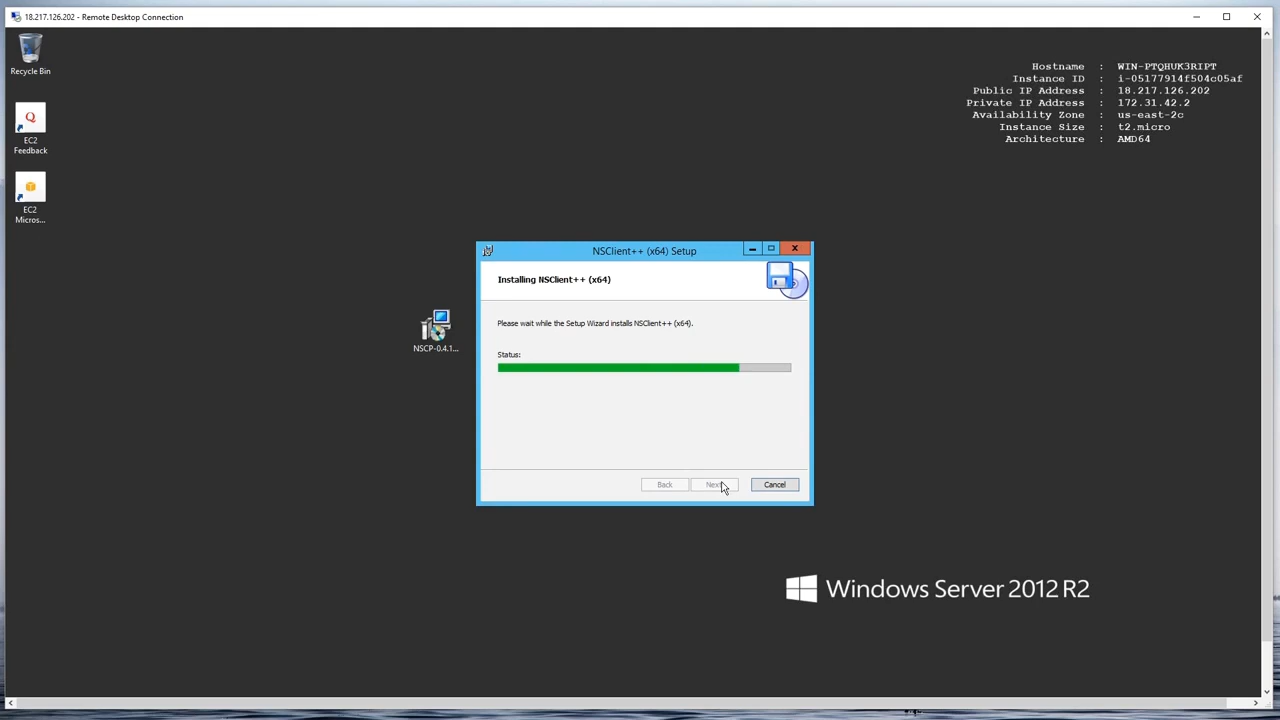 18.217.126.202 - Remote Desktop Connection
Recycle Bin
Hostname : WIN-PTQHUK3RIPT
Instance ID : i-05177914f504c05af
Public IP Address : 18.217.126.202
Private IP Address : 172.31.42.2
Availability Zone : us-east-2c
Instance Size : t2.micro
Architecture : AMD64
EC2
Feedback
EC2
Micros...
NSClient++ (x64) Setup
Installing NSClient++ (x64)
Please wait while the Setup Wizard installs NSClient++ (x64).
NSCP-0.4.1...
Status:
Back
Next
Cancel
Windows Server 2012 R2